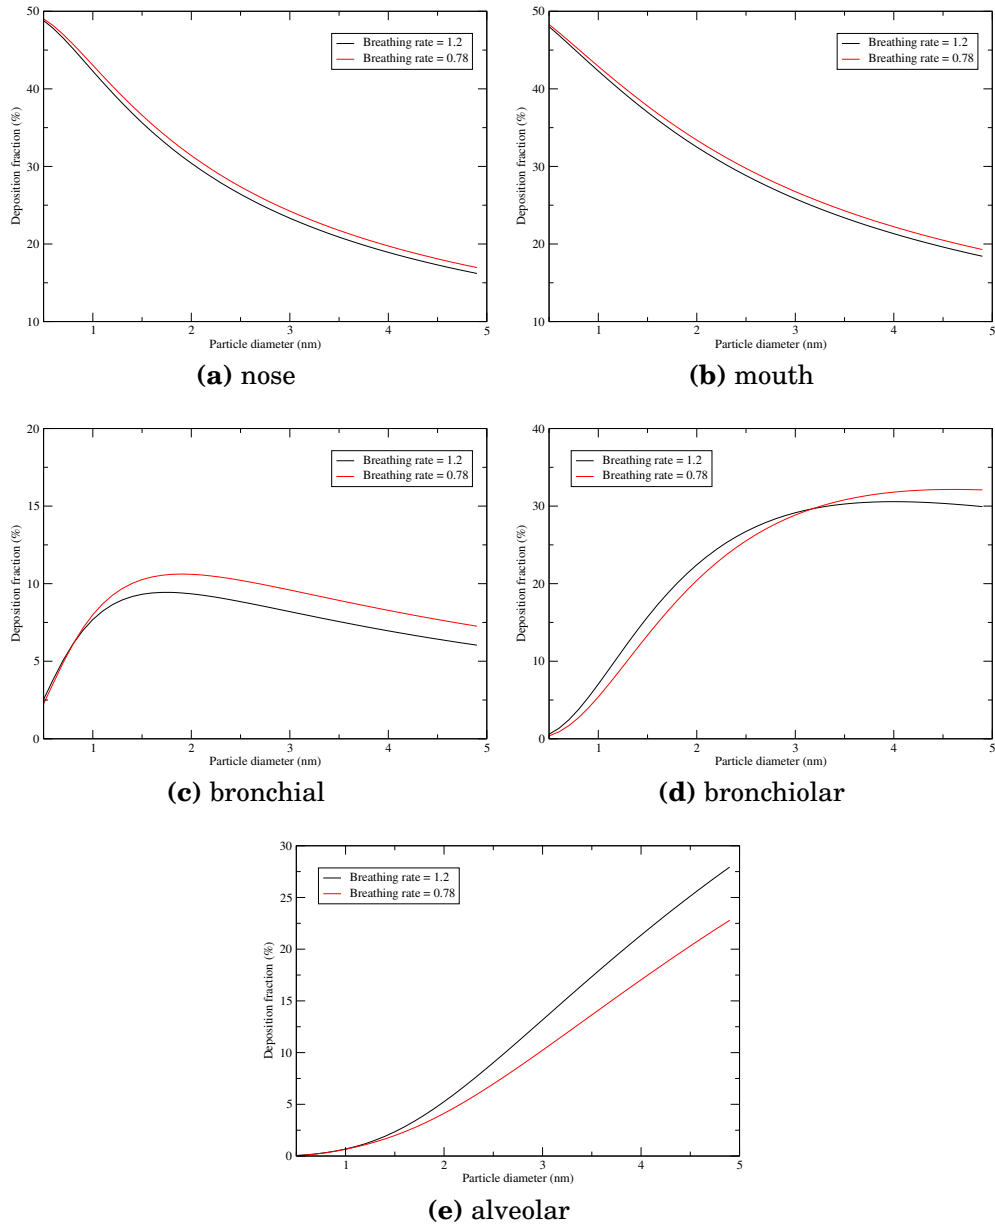 50
40
30
20
10
Deposition fraction (%)
Breathing rate = 1.2
Breathing rate = 0.78
1 2 3 4 5
Particle diameter (nm)
(a) nose
50
40
30
20
10
Deposition fraction (%)
Breathing rate = 1.2
Breathing rate = 0.78
1 2 3 4 5
Particle diameter (nm)
(b) mouth
20
15
10
5
0
Deposition fraction (%)
Breathing rate = 1.2
Breathing rate = 0.78
1 2 3 4 5
Particle diameter (nm)
(c) bronchial
40
30
20
10
0
Deposition fraction (%)
Breathing rate = 1.2
Breathing rate = 0.78
1 2 3 4 5
Particle diameter (nm)
(d) bronchiolar
30
25
20
15
10
5
0
Deposition fraction (%)
Breathing rate = 1.2
Breathing rate = 0.78
1 2 3 4 5
Particle diameter (nm)
(e) alveolar